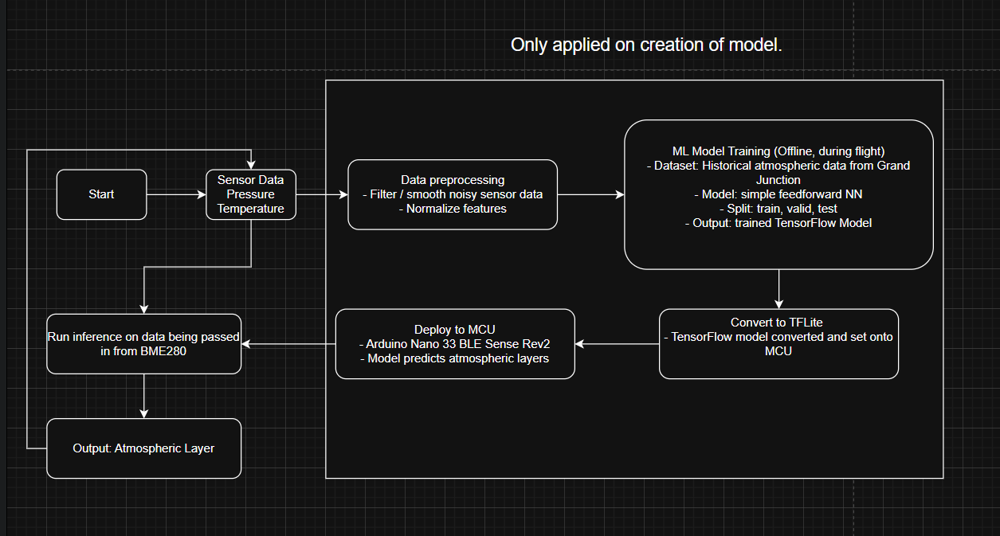 Only applied on creation of model.
Start
Sensor Data
Pressure
Temperature
Data preprocessing
- Filter / smooth noisy sensor data
- Normalize features
ML Model Training (Offline, during flight)
- Dataset: Historical atmospheric data from Grand
Junction
- Model: simple feedforward NN
- Split: train, valid, test
- Output: trained TensorFlow Model
Convert to TFLite
- TensorFlow model converted and set onto
MCU
Deploy to MCU
- Arduino Nano 33 BLE Sense Rev2
- Model predicts atmospheric layers
Run inference on data being passed
in from BME280
Output: Atmospheric Layer